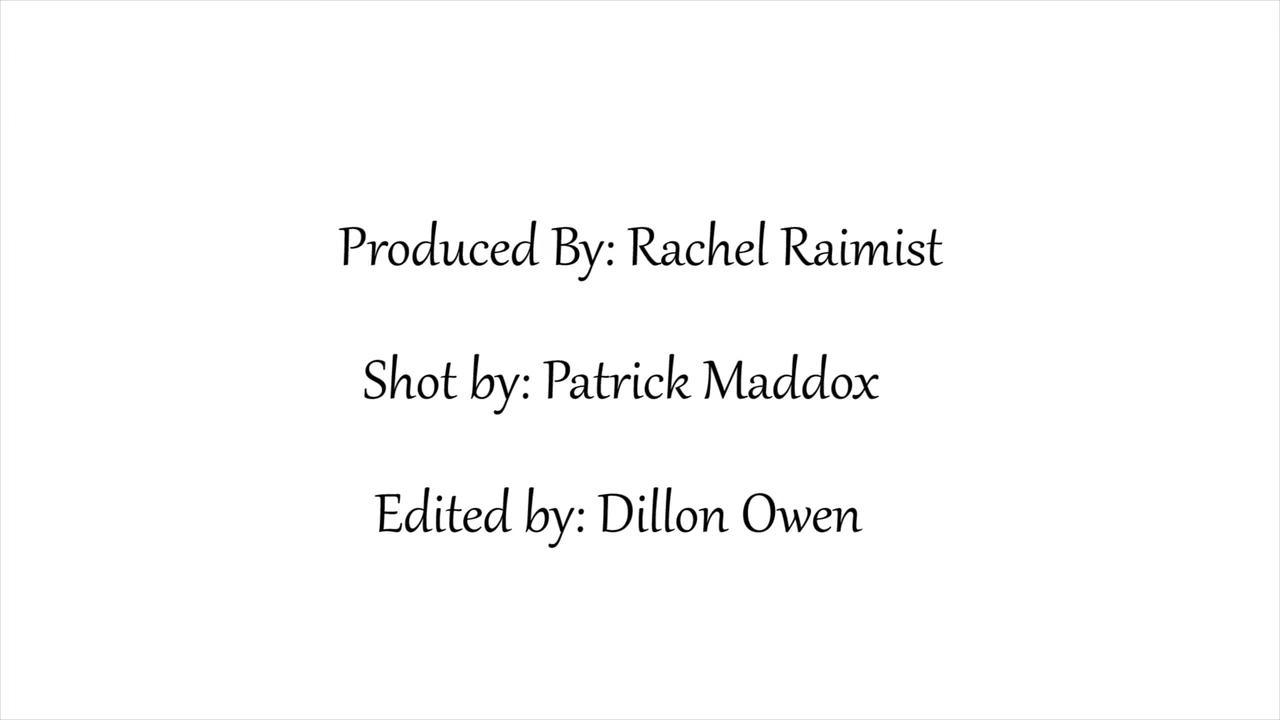 Produced By: Rachel Raimist
Shot by: Patrick Maddox
Edited by: Dillon Owen